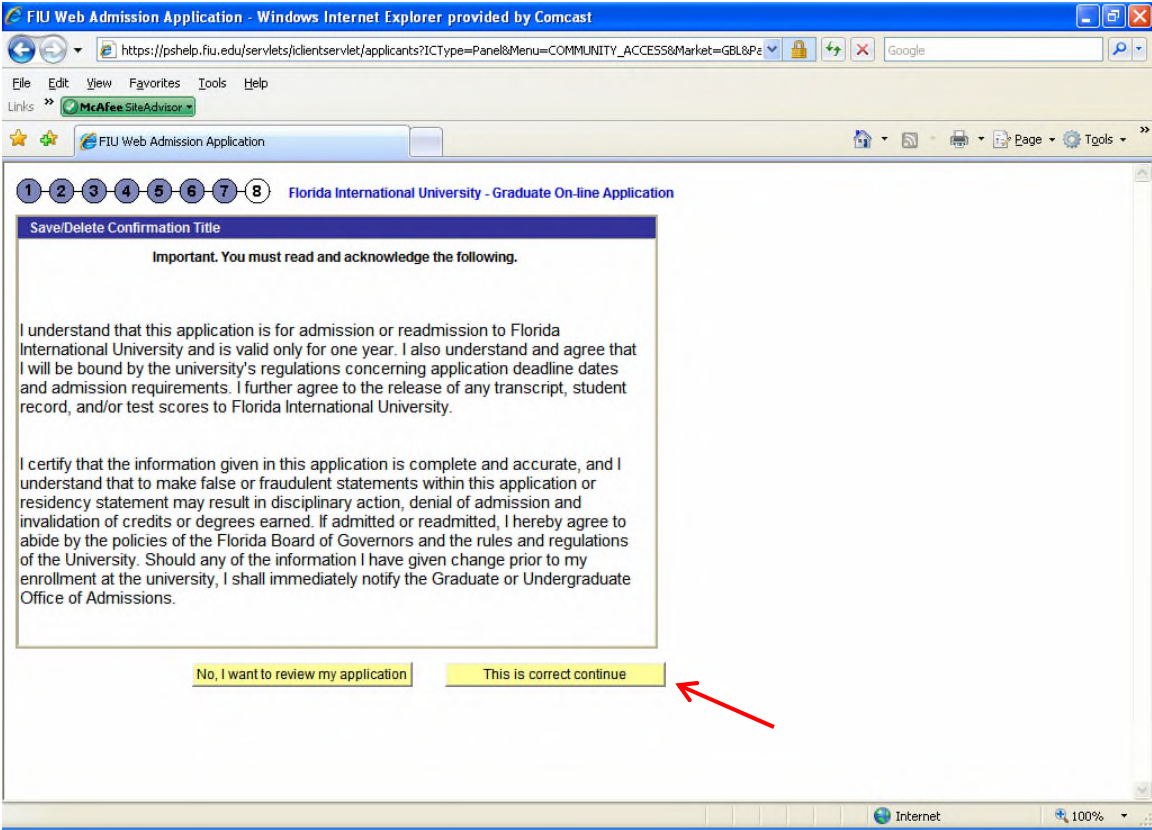 FIU Web Admission Application - Windows Internet Explorer provided by Comcast
https://pshelp.fiu.edu/servlets/iclientservlet/applicants?ICType=Panel&Menu=COMMUNITY_ACCESS&Market=GBL&Pa
Google
File Edit View Favorites Tools Help
Links » McAfee SiteAdvisor
FIU Web Admission Application
Page Tools »
1 2 3 4 5 6 7 8 Florida International University - Graduate On-line Application
Save/Delete Confirmation Title
Important. You must read and acknowledge the following.
I understand that this application is for admission or readmission to Florida
International University and is valid only for one year. I also understand and agree that
I will be bound by the university's regulations concerning application deadline dates
and admission requirements. I further agree to the release of any transcript, student
record, and/or test scores to Florida International University.
I certify that the information given in this application is complete and accurate, and I
understand that to make false or fraudulent statements within this application or
residency statement may result in disciplinary action, denial of admission and
invalidation of credits or degrees earned. If admitted or readmitted, I hereby agree to
abide by the policies of the Florida Board of Governors and the rules and regulations
of the University. Should any of the information I have given change prior to my
enrollment at the university, I shall immediately notify the Graduate or Undergraduate
Office of Admissions.
No, I want to review my application
This is correct continue
Internet
100%